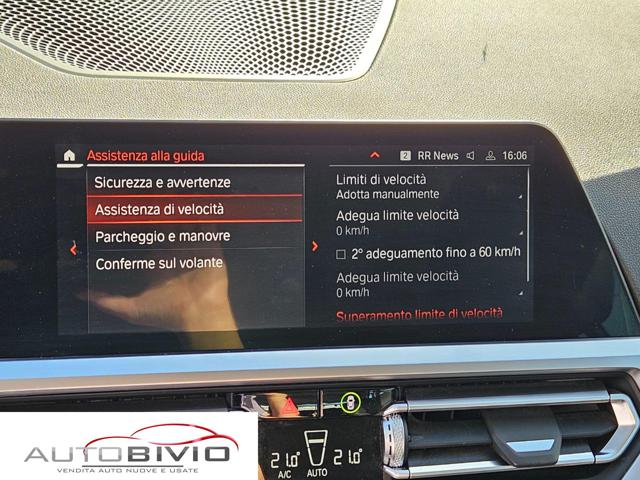 Assistenza alla guida
2 RR News 16:06
Sicurezza e avvertenze
Assistenza di velocità
Parcheggio e manovre
Conferme sul volante
Limiti di velocità
Adotta manualmente
Adegua limite velocità
0 km/h
2° adeguamento fino a 60 km/h
Adegua limite velocità
0 km/h
Superamento limite di velocità
21.0 A/C AUTO 21.0
AUTOBIVIO
VENDITA AUTO NUOVE E USATE